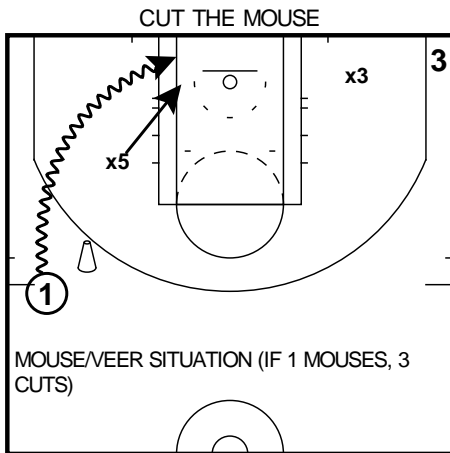 CUT THE MOUSE
x3
3
x5
1
MOUSE/VEER SITUATION (IF 1 MOUSES, 3
CUTS)